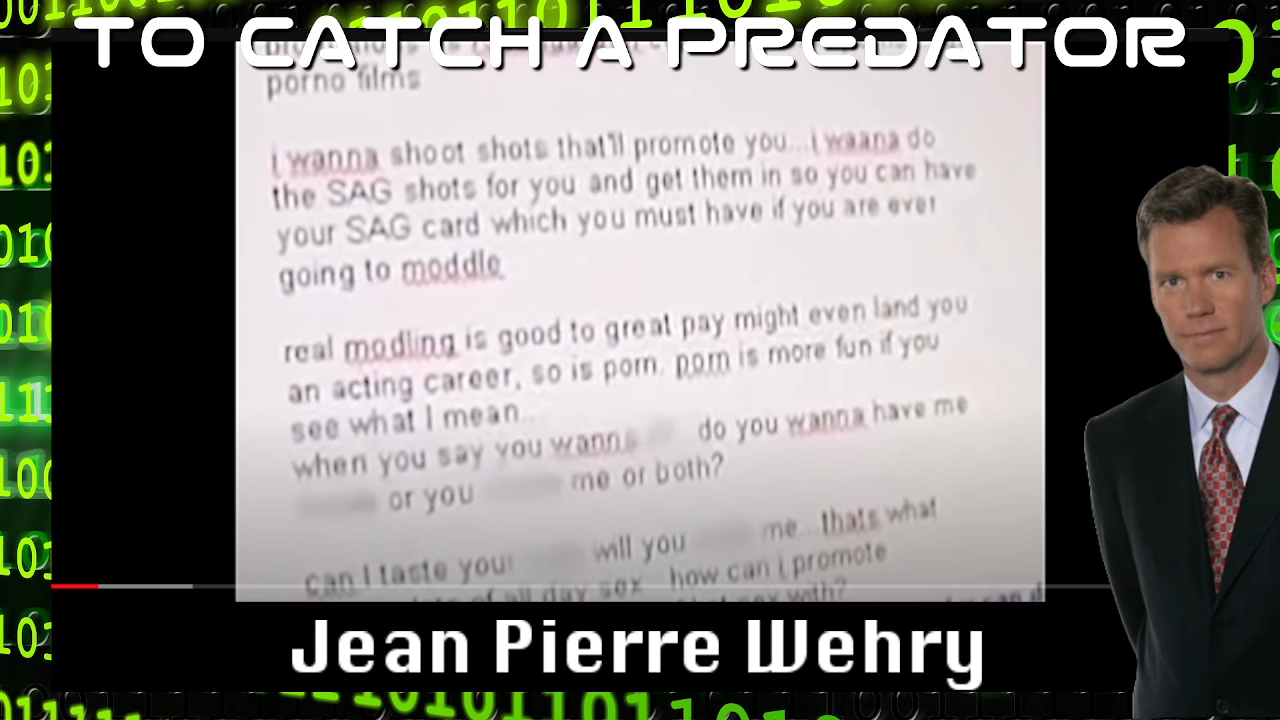 TO CATCH A PREDATOR
porno films
i wanna shoot shots that'll promote you...i waana do
the SAG shots for you and get them in so you can have
your SAG card which you must have if you are ever
going to moddle
real modling is good to great pay might even land you
an acting career, so is porn. porn is more fun if you
see what I mean...
when you say you wanna do you wanna have me
or you me or both?
can I taste your will you me...thats what
of all day sex...how can i promote
sex with?
Jean Pierre Wehry